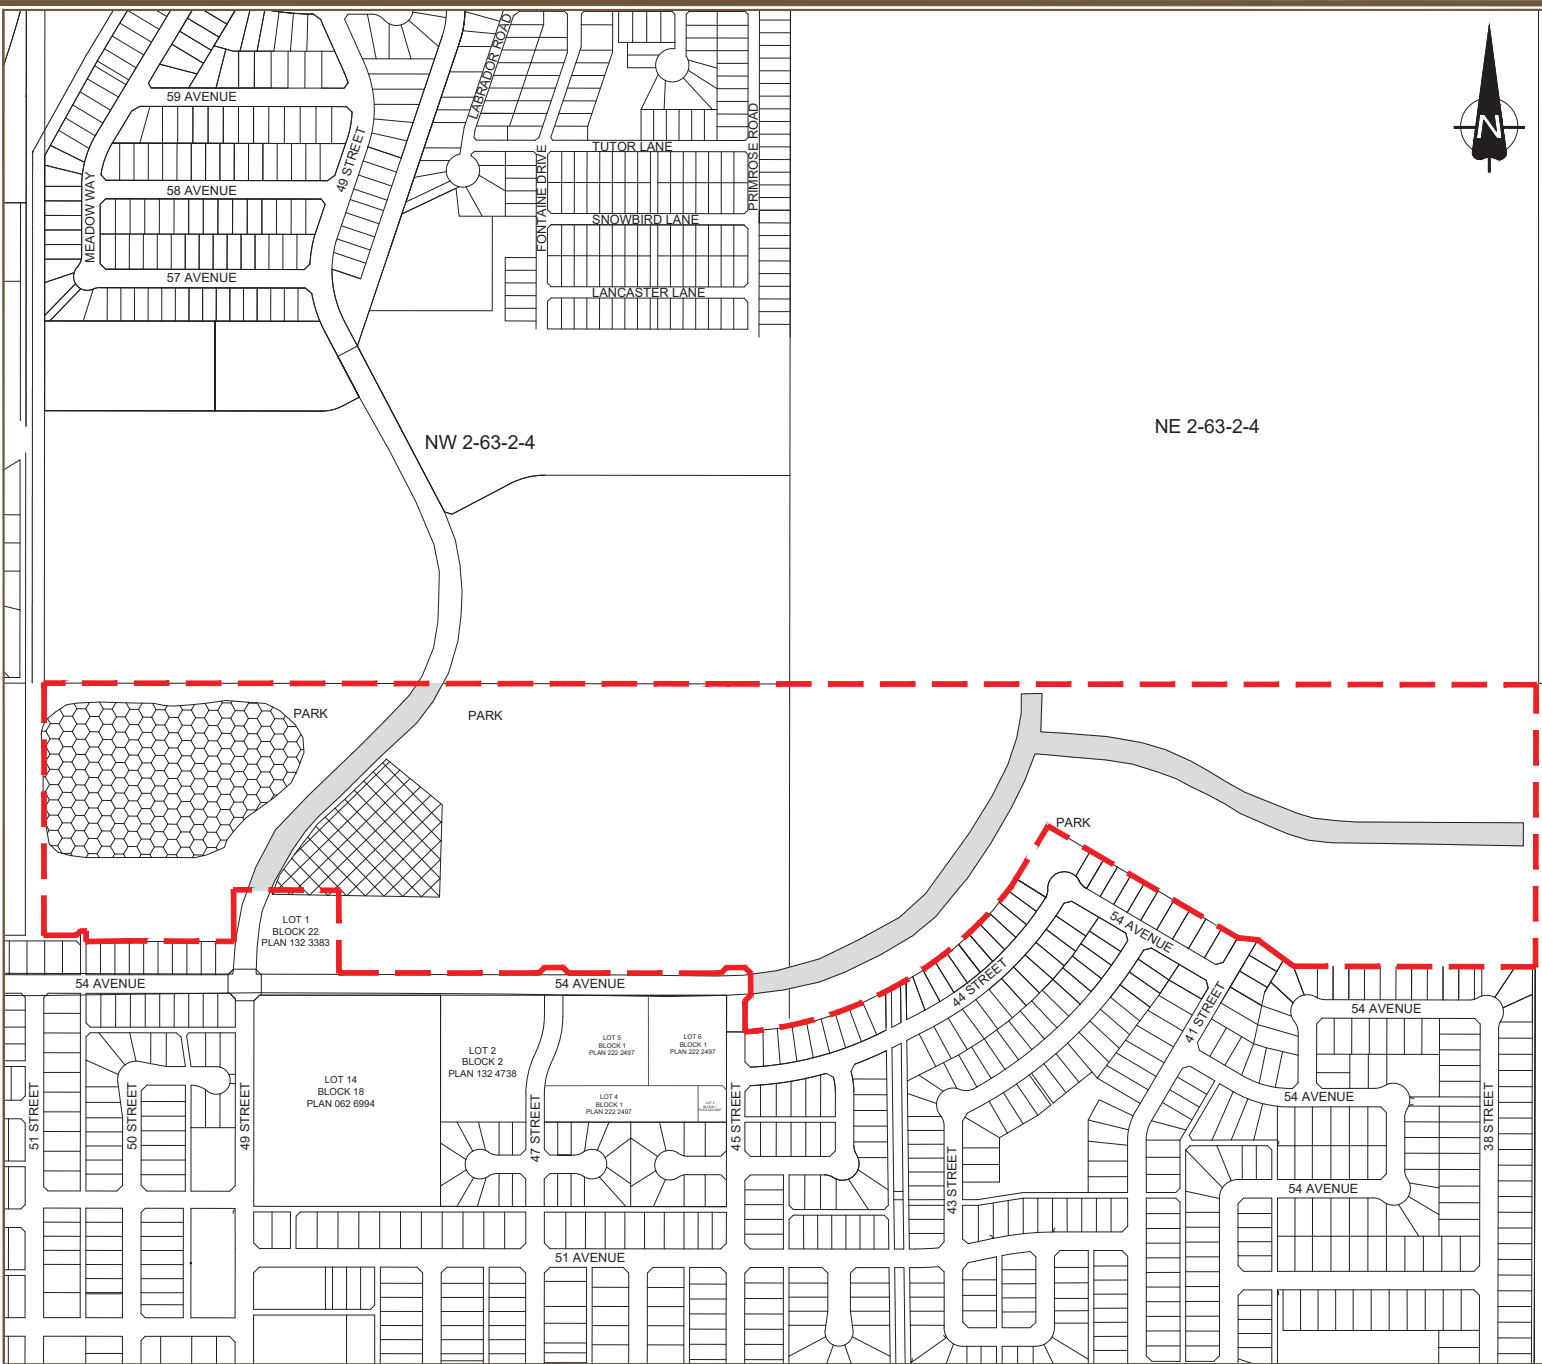 LABRADOR ROAD
59 AVENUE
N
PRIMROSE ROAD
49 STREET
TUTOR LANE
FONTAINE DRIVE
MEADOW WAY
58 AVENUE
SNOWBIRD LANE
57 AVENUE
LANCASTER LANE
NW 2-63-2-4
NE 2-63-2-4
PARK
PARK
PARK
LOT 1
BLOCK 22
PLAN 132 3383
54 AVENUE
44 STREET
54 AVENUE
54 AVENUE
41 STREET
54 AVENUE
LOT 5
BLOCK 1
PLAN 222 2497
LOT 6
BLOCK 1
PLAN 222 2497
LOT 2
BLOCK 2
PLAN 132 4738
LOT 14
BLOCK 18
PLAN 062 6994
LOT 4
BLOCK 1
PLAN 222 2497
54 AVENUE
51 STREET
50 STREET
49 STREET
47 STREET
45 STREET
38 STREET
43 STREET
54 AVENUE
51 AVENUE